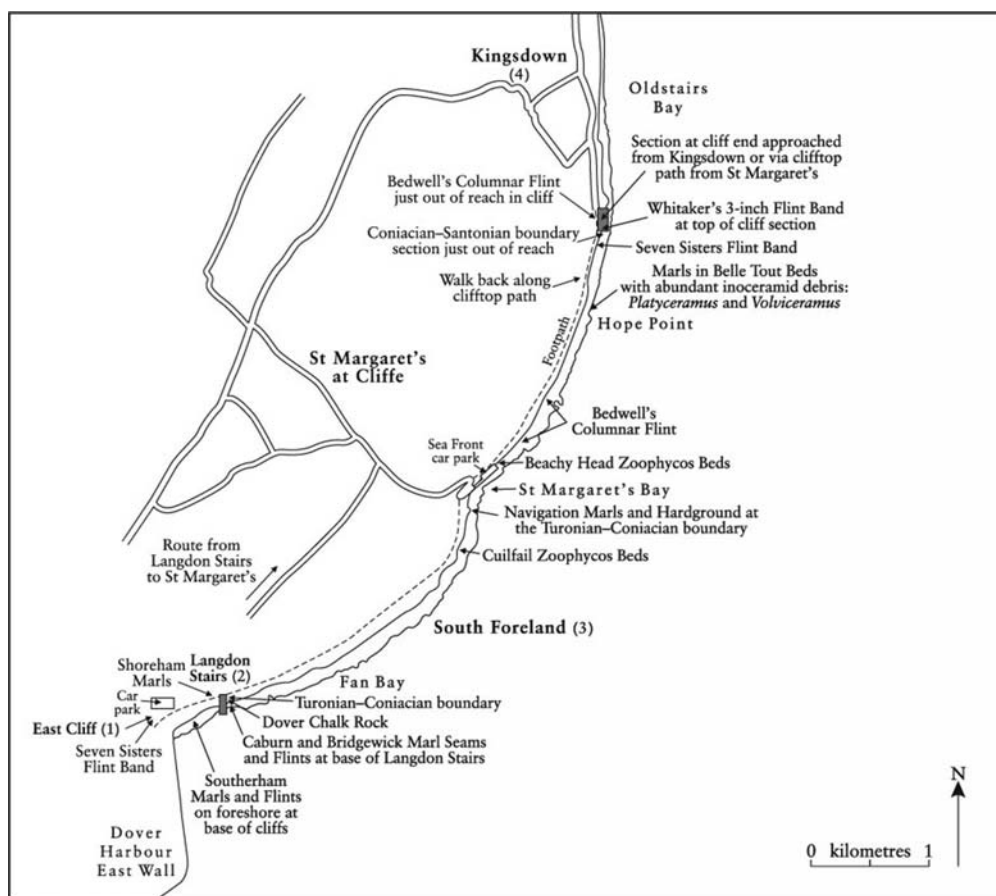 Kingsdown
(4)
Oldstairs
Bay
Section at cliff end approached
from Kingsdown or via clifftop
path from St Margaret's
Bedwell's Columnar Flint
just out of reach in cliff
Whitaker's 3-inch Flint Band
at top of cliff section
Coniacian–Santonian boundary
section just out of reach
Seven Sisters Flint Band
Walk back along
clifftop path
Marls in Belle Tout Beds
with abundant inoceramid debris:
Platyceramus and Volviceramus
Hope Point
Footpath
St Margaret's
at Cliffe
Bedwell's
Columnar Flint
Sea Front
car park
Beachy Head Zoophycos Beds
St Margaret's Bay
Navigation Marls and Hardground at
the Turonian–Coniacian boundary
Cuilfail Zoophycos Beds
Route from
Langdon Stairs
to St Margaret's
South Foreland (3)
Langdon
Stairs (2)
Shoreham
Marls
Fan Bay
Car
park
Turonian–Coniacian boundary
Dover Chalk Rock
East Cliff (1)
Caburn and Bridgewick Marl Seams
and Flints at base of Langdon Stairs
Seven Sisters
Flint Band
Southerham
Marls and Flints
on foreshore at
base of cliffs
Dover
Harbour
East Wall
N
0 kilometres 1